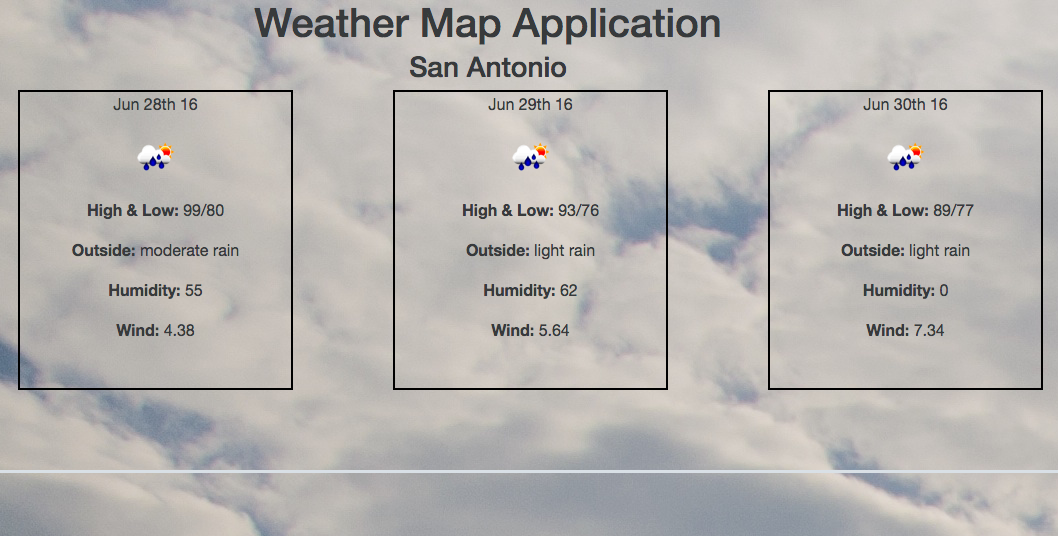 Weather Map Application
San Antonio
Jun 28th 16
High & Low: 99/80
Outside: moderate rain
Humidity: 55
Wind: 4.38
Jun 29th 16
High & Low: 93/76
Outside: light rain
Humidity: 62
Wind: 5.64
Jun 30th 16
High & Low: 89/77
Outside: light rain
Humidity: 0
Wind: 7.34